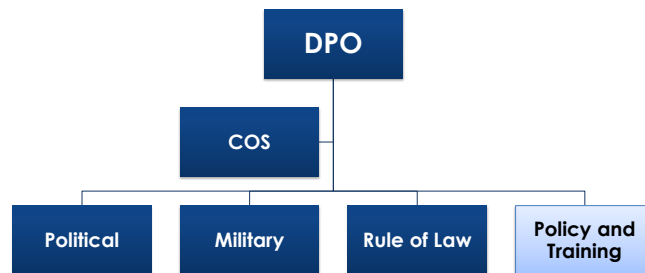 DPO
COS
Political
Military
Rule of Law
Policy and
Training